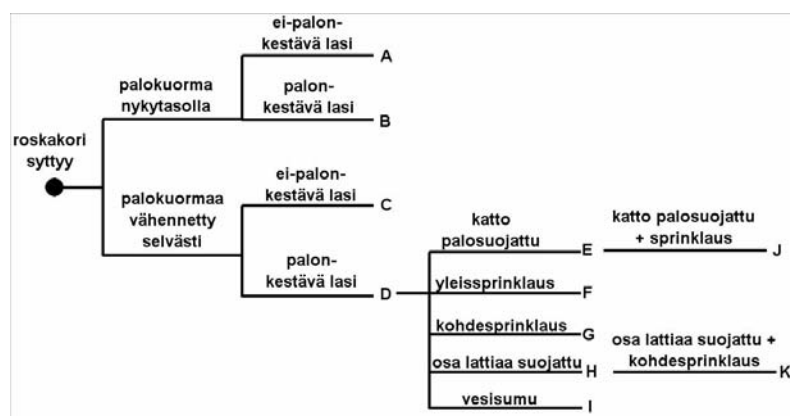 roskakori
syttyy
palokuorma
nykytasolla
ei-palon-
kestävä lasi
A
palon-
kestävä lasi
B
palokuormaa
vähennetty
selvästi
ei-palon-
kestävä lasi
C
palon-
kestävä lasi
D
katto
palosuojattu
E
katto palosuojattu
+ sprinklaus
J
yleissprinklaus
F
kohdesprinklaus
G
osa lattiaa suojattu
H
osa lattiaa suojattu +
kohdesprinklaus
K
vesisumu
I